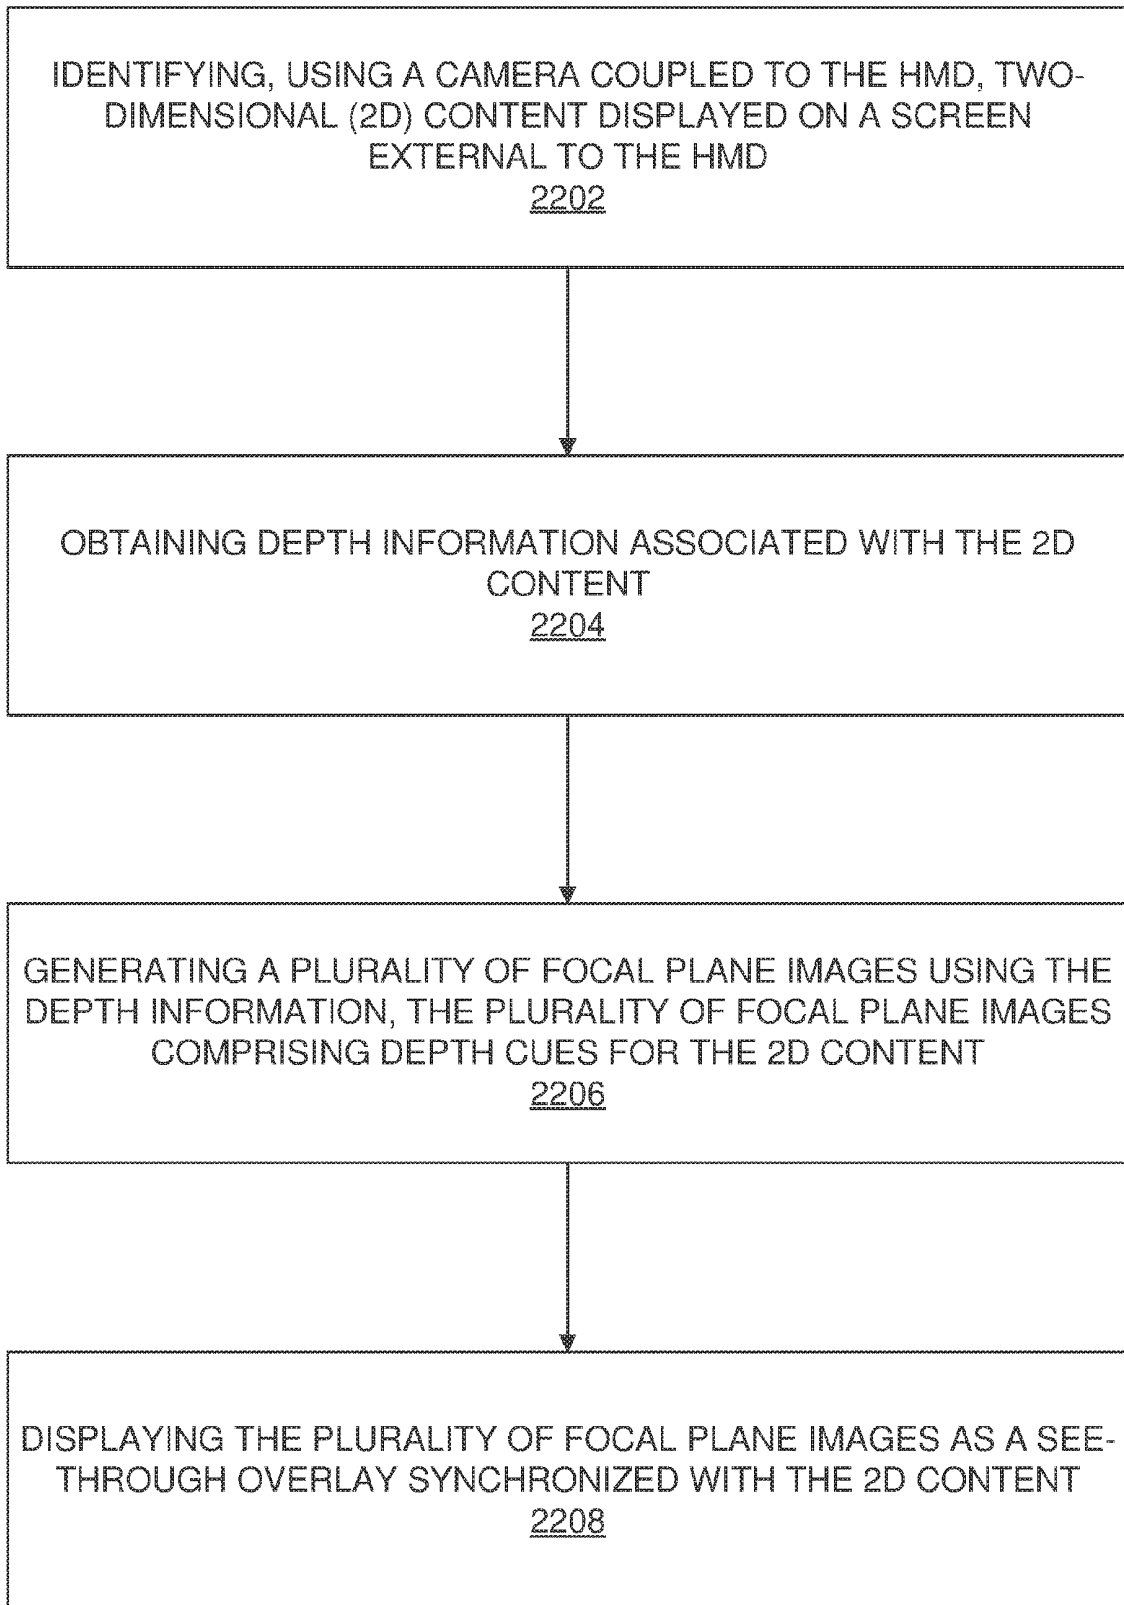 IDENTIFYING, USING A CAMERA COUPLED TO THE HMD, TWO-
DIMENSIONAL (2D) CONTENT DISPLAYED ON A SCREEN
EXTERNAL TO THE HMD
2202
OBTAINING DEPTH INFORMATION ASSOCIATED WITH THE 2D
CONTENT
2204
GENERATING A PLURALITY OF FOCAL PLANE IMAGES USING THE
DEPTH INFORMATION, THE PLURALITY OF FOCAL PLANE IMAGES
COMPRISING DEPTH CUES FOR THE 2D CONTENT
2206
DISPLAYING THE PLURALITY OF FOCAL PLANE IMAGES AS A SEE-
THROUGH OVERLAY SYNCHRONIZED WITH THE 2D CONTENT
2208